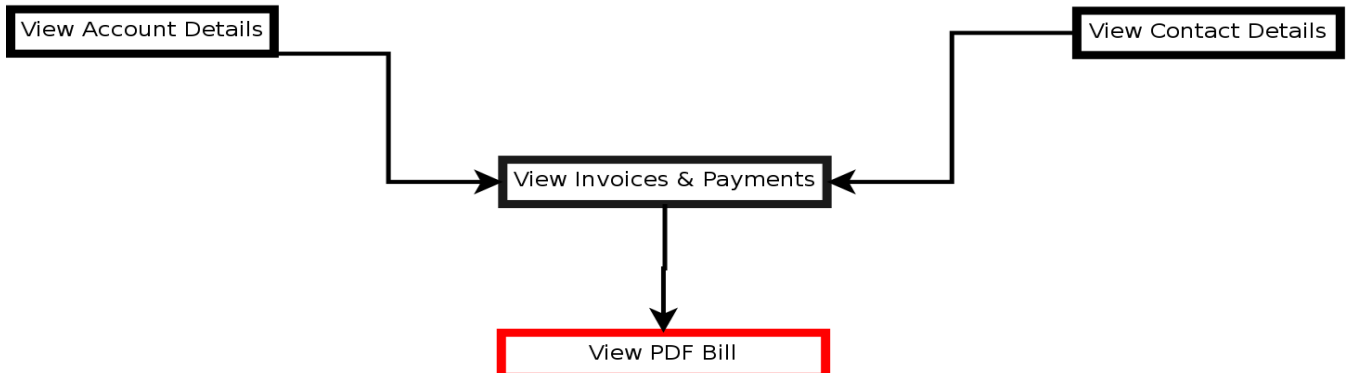 View Account Details
View Contact Details
View Invoices & Payments
View PDF Bill